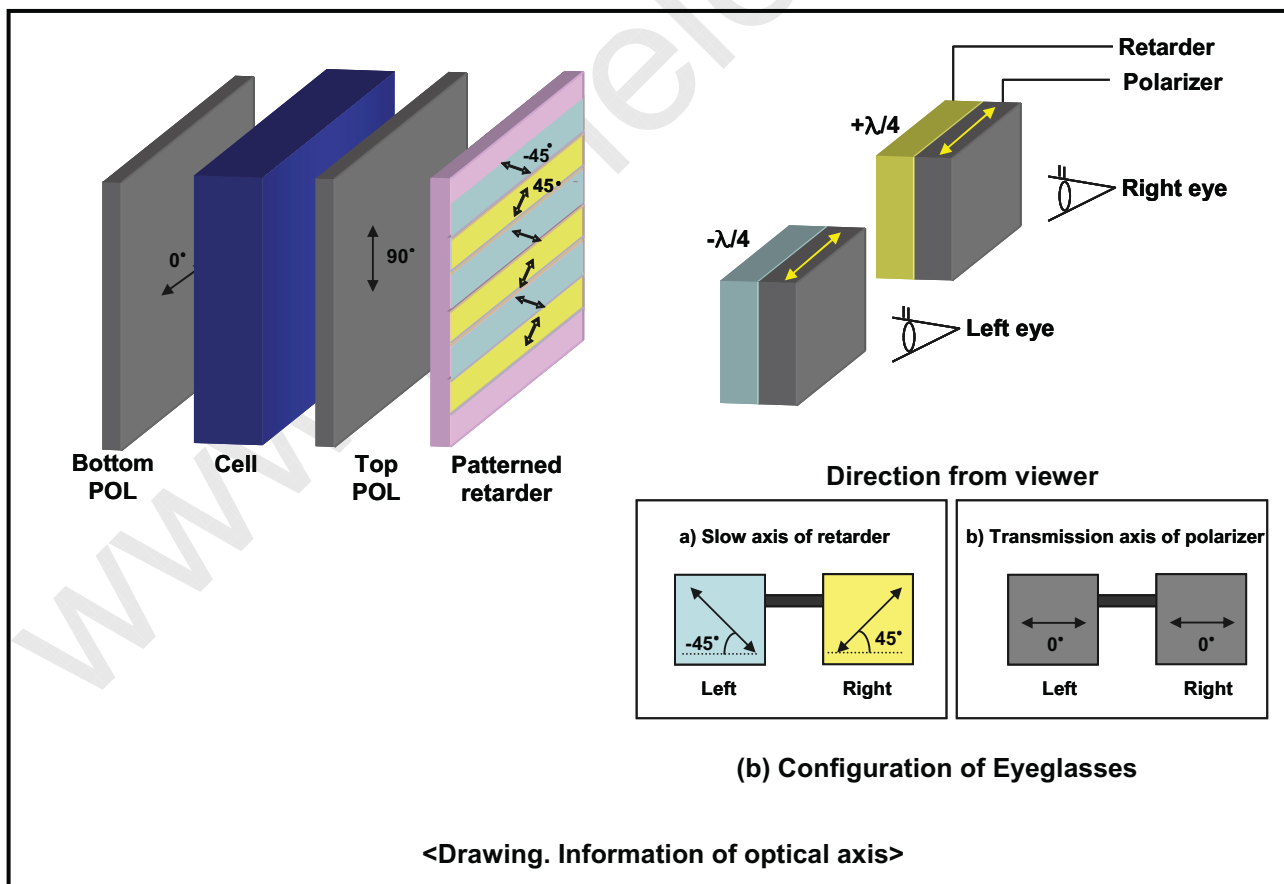 Retarder
Polarizer
+λ/4
Right eye
-λ/4
Left eye
-45°
45°
0°
90°
Bottom
POL
Cell
Top
POL
Patterned
retarder
Direction from viewer
a) Slow axis of retarder
-45°
45°
Left
Right
b) Transmission axis of polarizer
0°
0°
Left
Right
(b) Configuration of Eyeglasses
<Drawing. Information of optical axis>